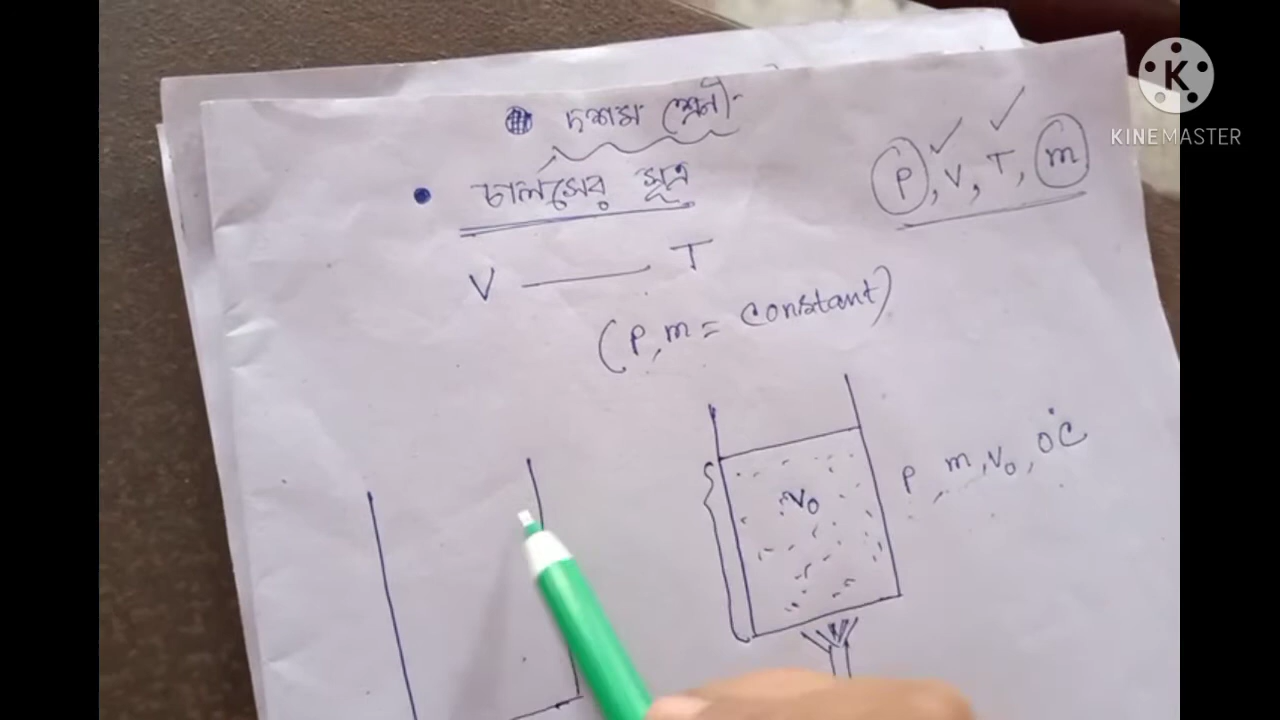 দশম শ্রেনী
চার্লসের সূত্র
P, V, T, m
V — T
(P, m = constant)
V₀
P m, V₀, 0°C
K
KINEMASTER